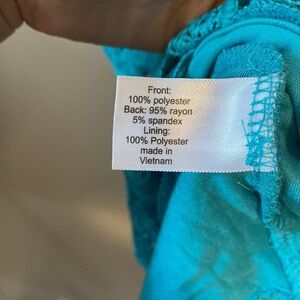 Front:
100% polyester
Back: 95% rayon
5% spandex
Lining:
100% Polyester
made in
Vietnam